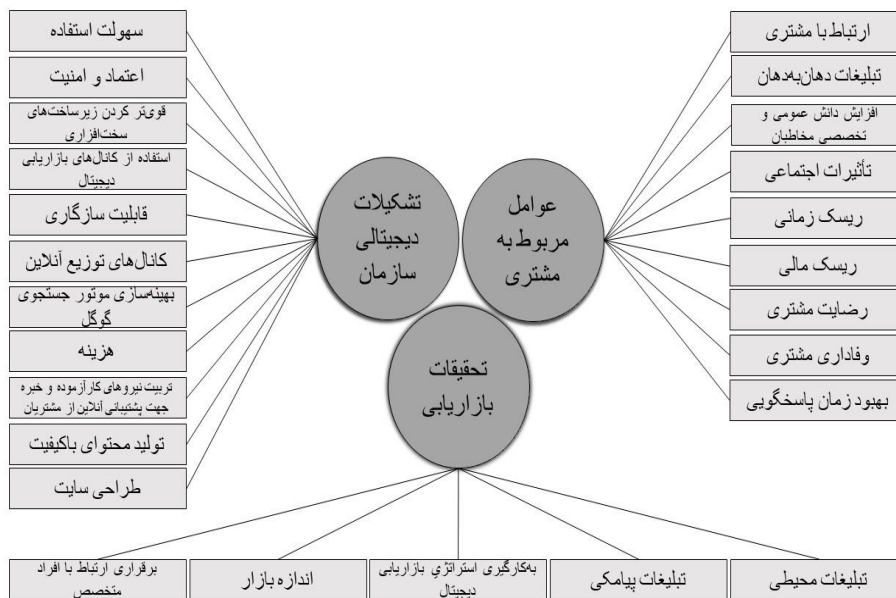 ارتباط با مشتری
تبلیغات دهان‌به‌دهان
افزایش دانش عمومی و
تخصصی مخاطبان
تأثیرات اجتماعی
ریسک زمانی
ریسک مالی
رضایت مشتری
وفاداری مشتری
بهبود زمان پاسخگویی
عوامل
مربوط به
مشتری
تشکیلات
دیجیتالی
سازمان
سهولت استفاده
اعتماد و امنیت
قوی‌تر کردن زیرساخت‌های
سخت‌افزاری
استفاده از کانال‌های بازاریابی
دیجیتال
قابلیت سازگاری
کانال‌های توزیع آنلاین
بهینه‌سازی موتور جستجوی
گوگل
هزینه
تربیت نیروهای کارآزموده و خبره
جهت پشتیبانی آنلاین از مشتریان
تولید محتوای باکیفیت
طراحی سایت
تحقیقات
بازاریابی
تبلیغات محیطی
تبلیغات پیامکی
به‌کارگیری استراتژی بازاریابی
دیجیتال
اندازه بازار
برقراری ارتباط با افراد
متخصص